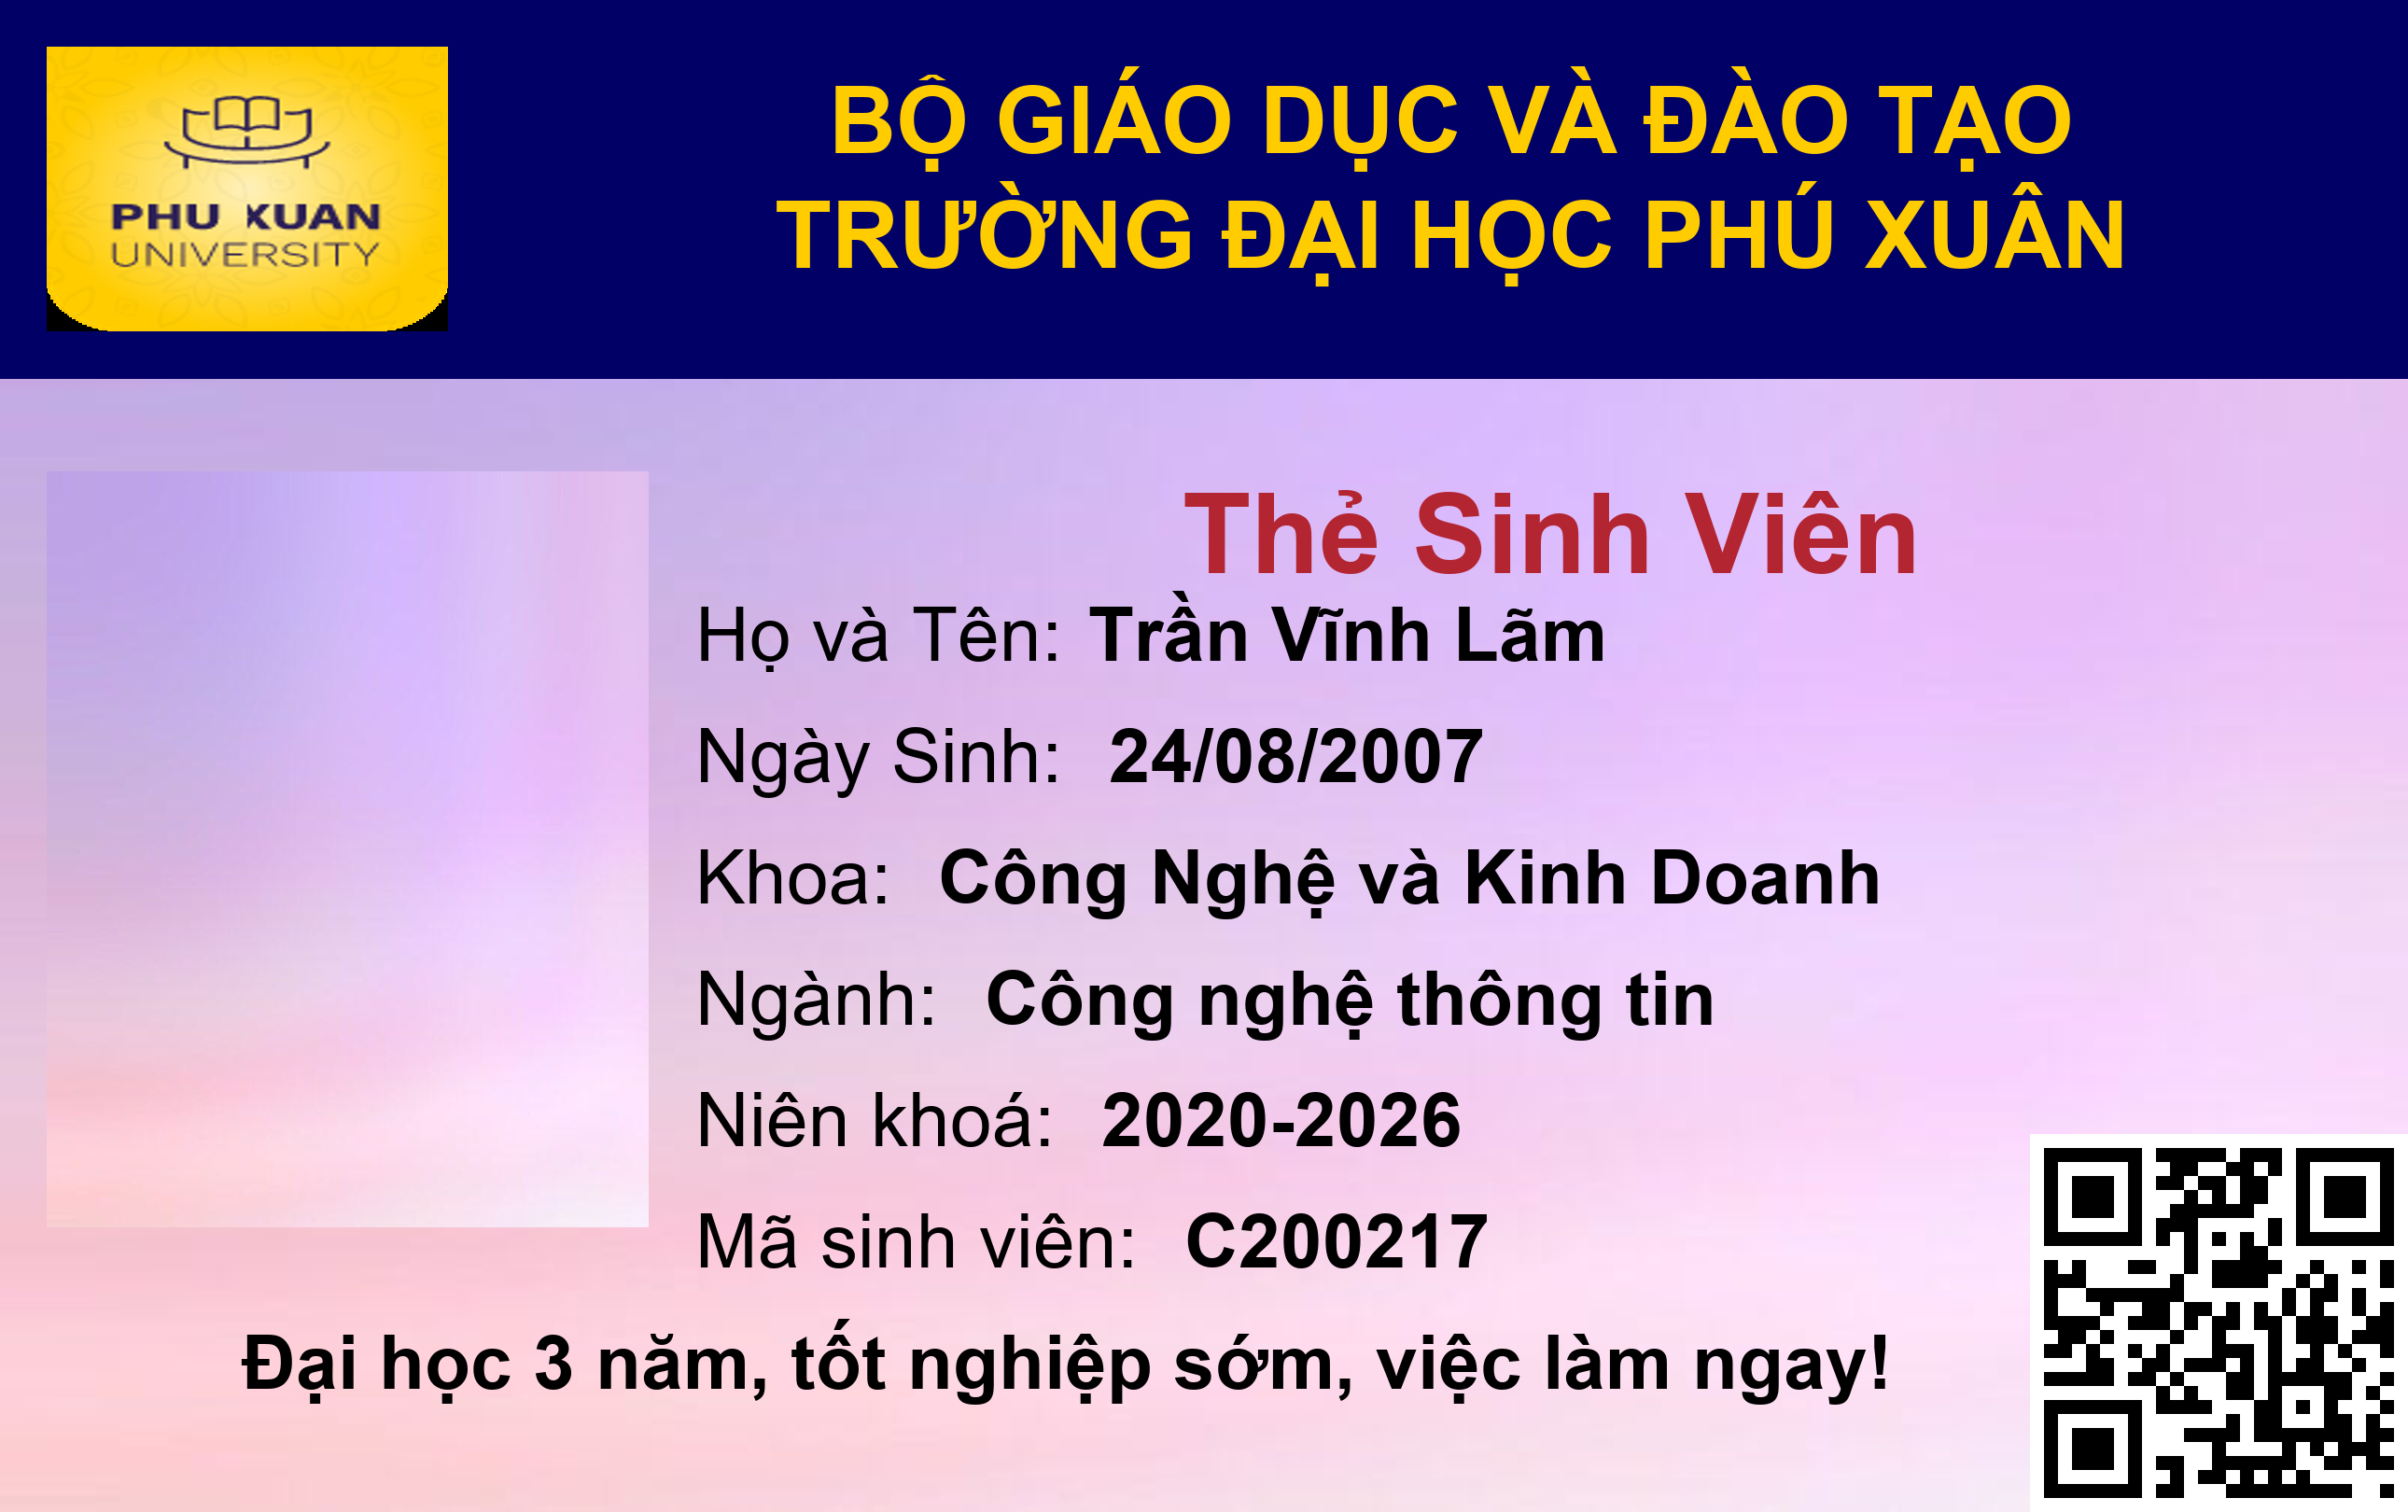 PHU XUAN
UNIVERSITY
BỘ GIÁO DỤC VÀ ĐÀO TẠO
TRƯỜNG ĐẠI HỌC PHÚ XUÂN
Thẻ Sinh Viên
Họ và Tên: Trần Vĩnh Lãm
Ngày Sinh: 24/08/2007
Khoa: Công Nghệ và Kinh Doanh
Ngành: Công nghệ thông tin
Niên khoá: 2020-2026
Mã sinh viên: C200217
Đại học 3 năm, tốt nghiệp sớm, việc làm ngay!